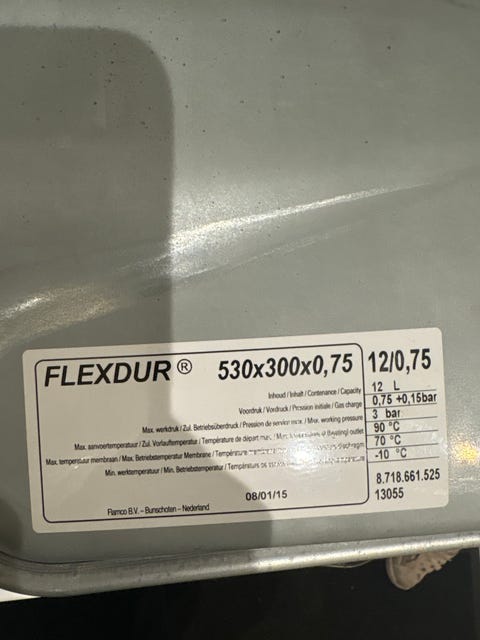 FLEXDUR® 530x300x0,75 12/0,75
Inhoud / Inhalt / Contenance / Capacity 12 L
Voordruk / Vordruck / Pression initiale / Gas charge 0,75 +0,15bar
Max. werkdruk / Zul. Betriebsüberdruck / Pression de service max. / Max. working pressure 3 bar
Max. aanvoertemperatuur / Zul. Vorlauftemperatur / Température de départ max. / outlet 90 °C
Max. temperatuur membraan / Max. Betriebstemperatur Membrane / Température 70 °C
Min. werktemperatuur / Min. Betriebstemperatur / Température de -10 °C
8.718.661.525
08/01/15 13055
Flamco B.V. – Bunschoten – Nederland